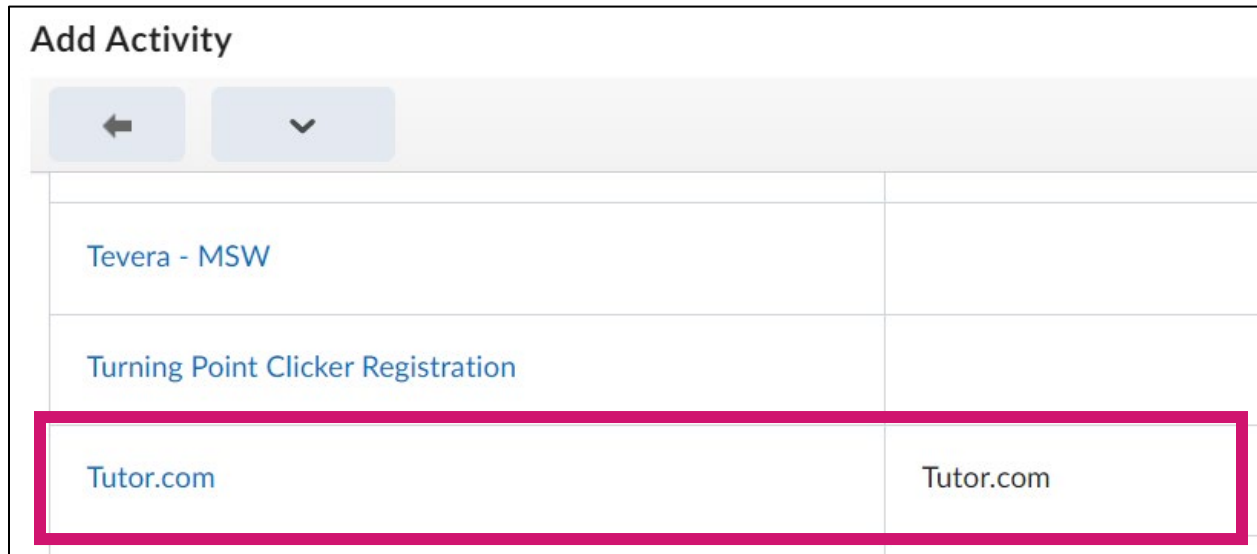 Add Activity
Tevera - MSW
Turning Point Clicker Registration
Tutor.com Tutor.com